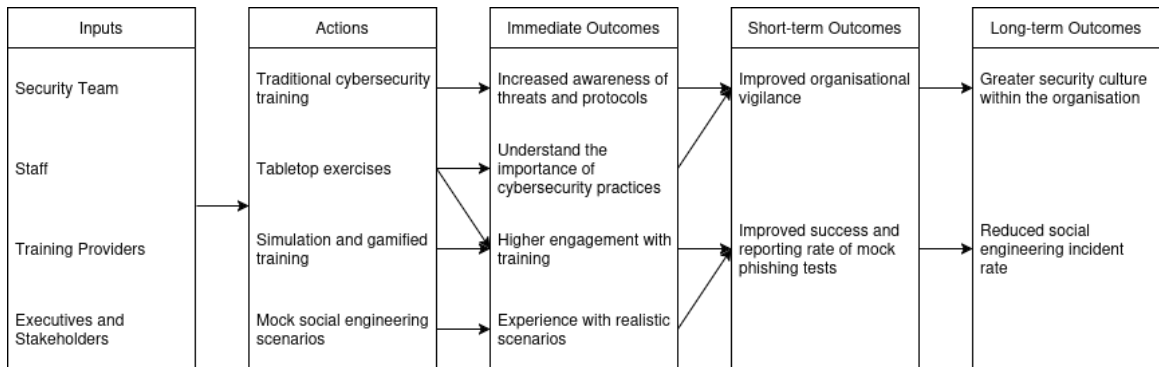 Inputs
Security Team
Staff
Training Providers
Executives and
Stakeholders
Actions
Traditional cybersecurity
training
Tabletop exercises
Simulation and gamified
training
Mock social engineering
scenarios
Immediate Outcomes
Increased awareness of
threats and protocols
Understand the
importance of
cybersecurity practices
Higher engagement with
training
Experience with realistic
scenarios
Short-term Outcomes
Improved organisational
vigilance
Improved success and
reporting rate of mock
phishing tests
Long-term Outcomes
Greater security culture
within the organisation
Reduced social
engineering incident
rate